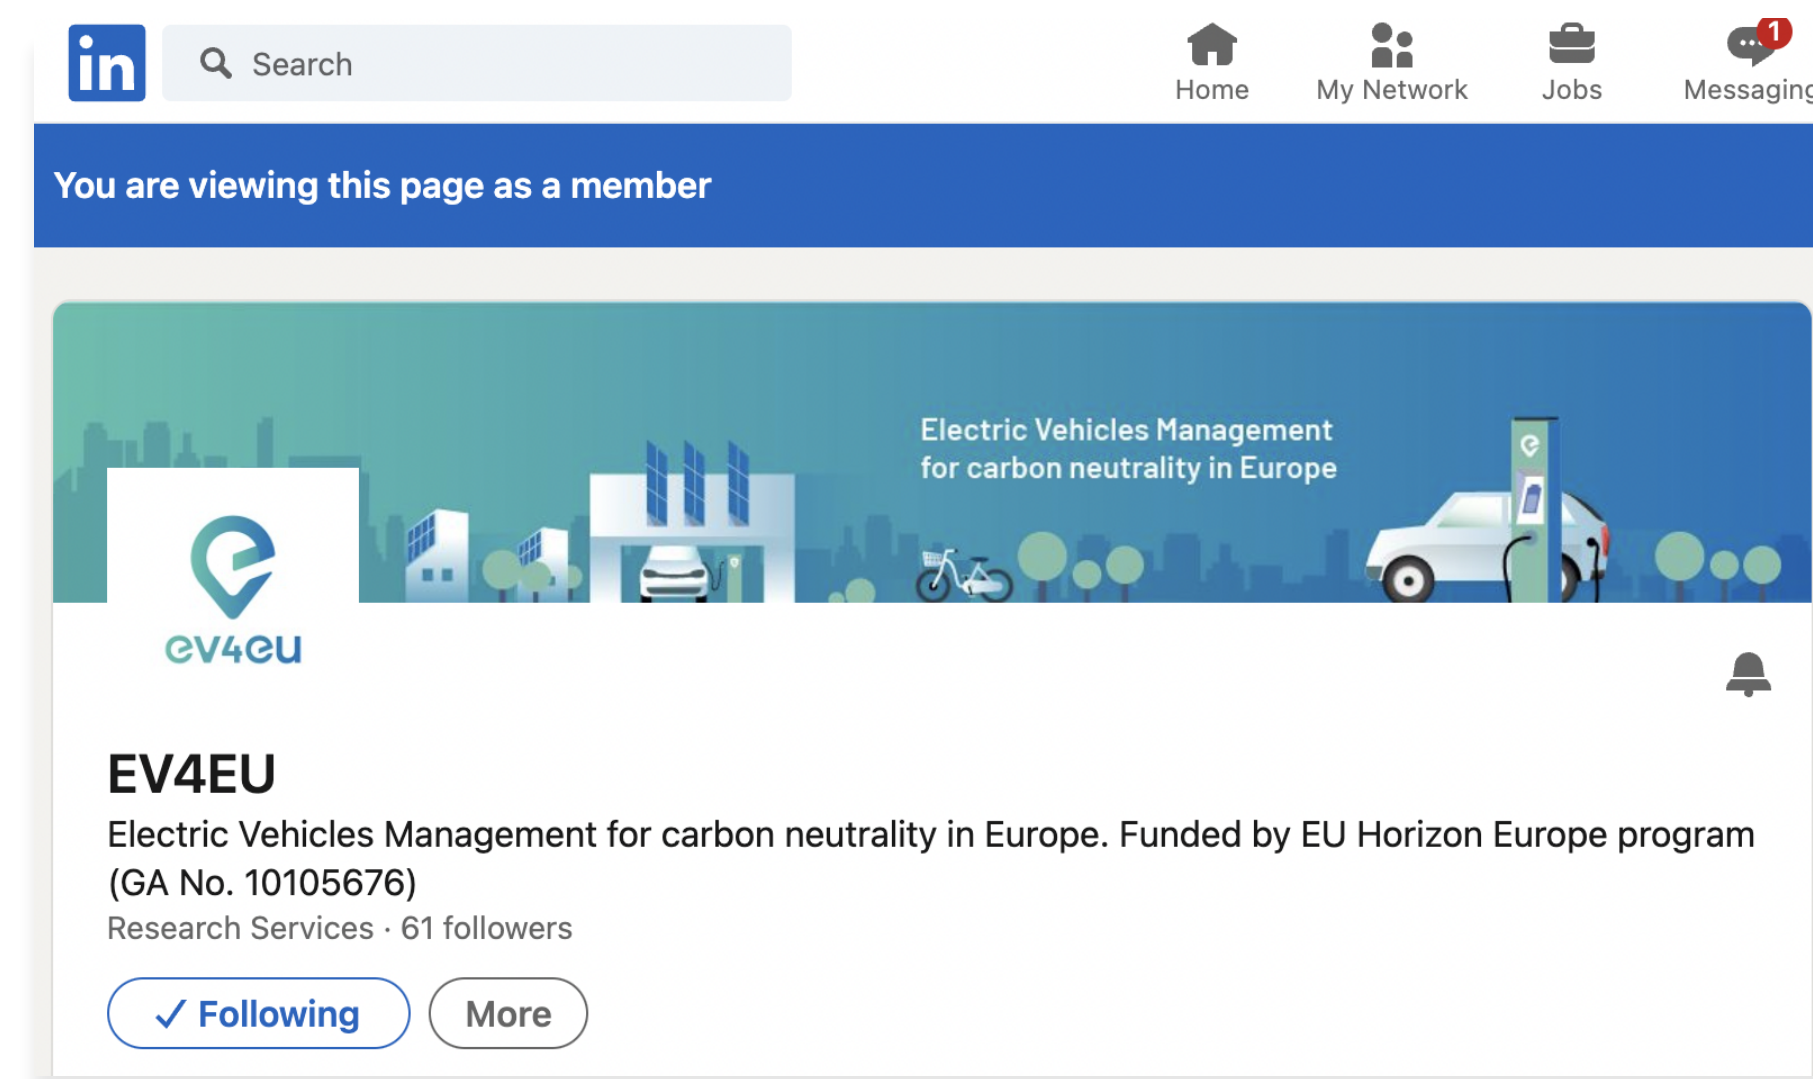 in
Search
Home
My Network
Jobs
1
Messaging
You are viewing this page as a member
Electric Vehicles Management
for carbon neutrality in Europe
ev4eu
EV4EU
Electric Vehicles Management for carbon neutrality in Europe. Funded by EU Horizon Europe program
(GA No. 10105676)
Research Services · 61 followers
✓ Following
More